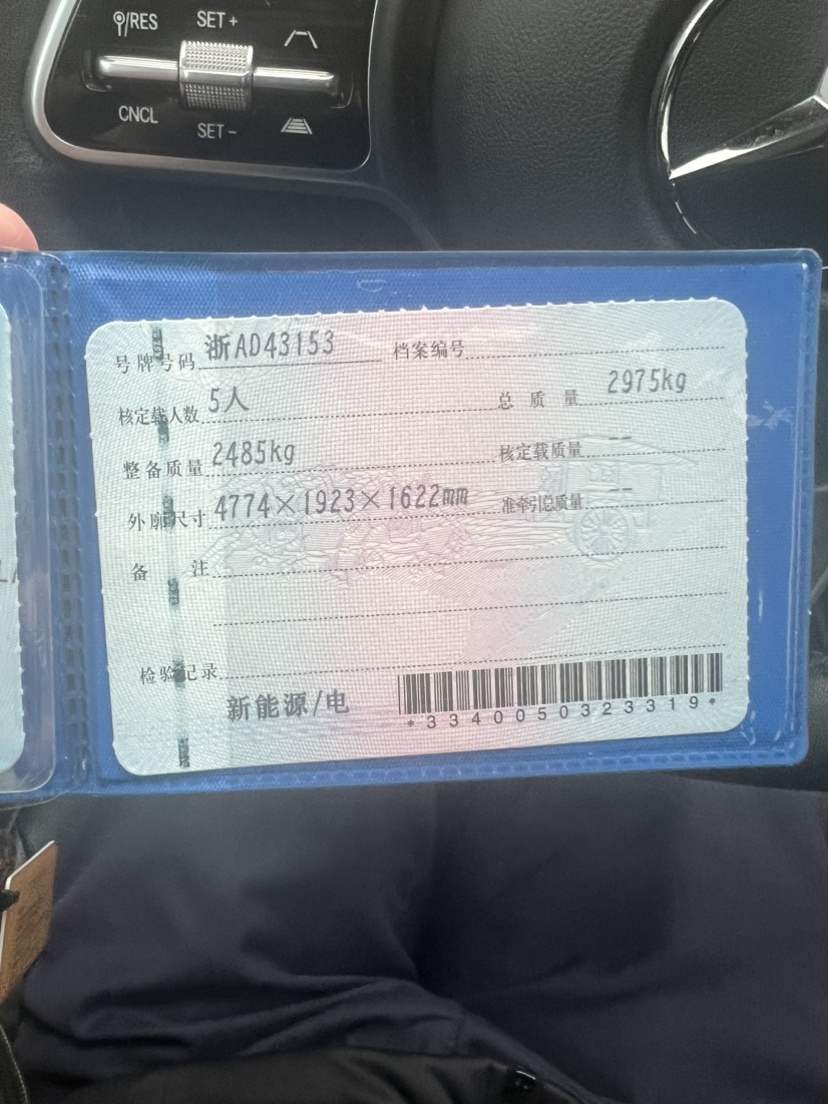 RES SET +
CNCL SET -
号牌号码 浙AD43153 档案编号
核定载人数 5人 总质量 2975kg
整备质量 2485kg 核定载质量 --
外廓尺寸 4774×1923×1622mm 准牵引总质量 --
备注
检验记录
新能源/电
*3340050323319*